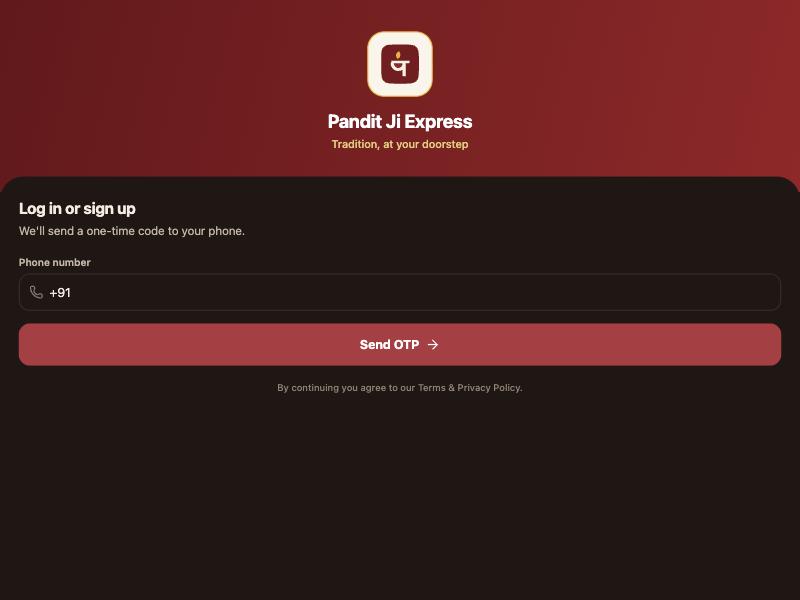 प
Pandit Ji Express
Tradition, at your doorstep
Log in or sign up
We'll send a one-time code to your phone.
Phone number
+91
Send OTP →
By continuing you agree to our Terms & Privacy Policy.